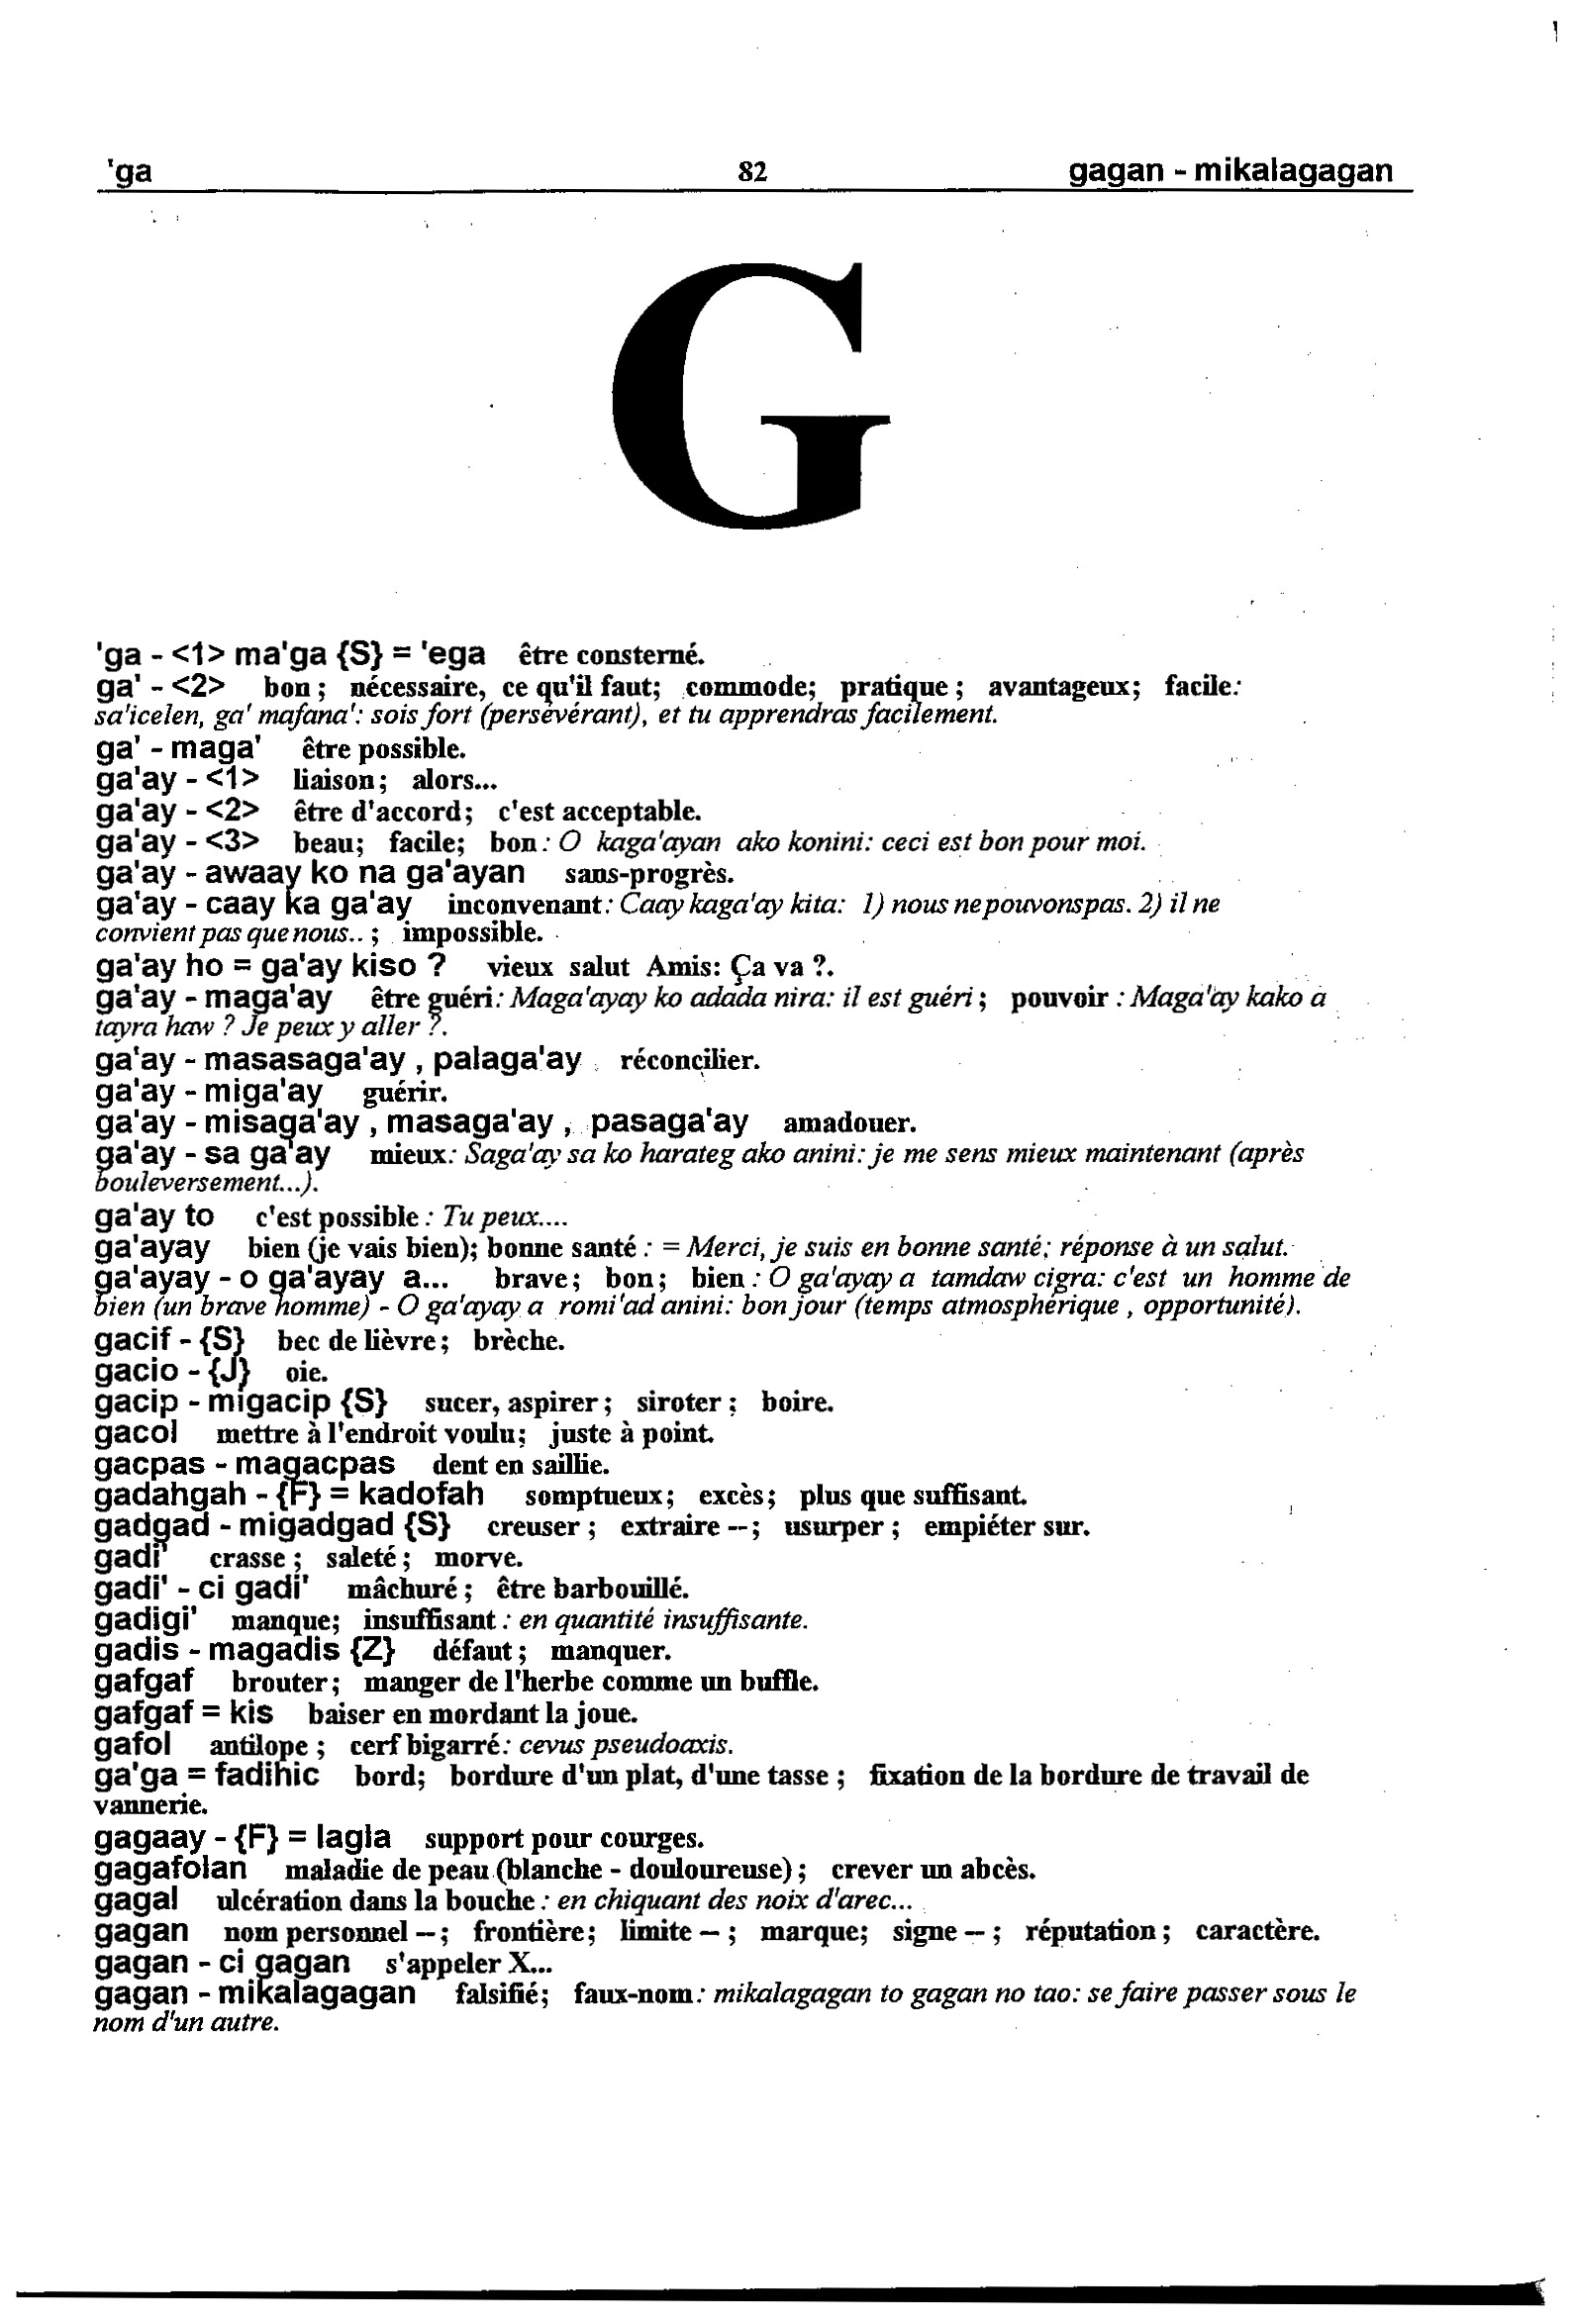 'ga 82 gagan - mikalagagan
G
'ga - <1> ma'ga {S} = 'ega être consterné.
ga' - <2> bon ; nécessaire, ce qu'il faut; commode; pratique ; avantageux; facile:
sa'icelen, ga' mafana': sois fort (persévérant), et tu apprendras facilement.
ga' - maga' être possible.
ga'ay - <1> liaison ; alors...
ga'ay - <2> être d'accord; c'est acceptable.
ga'ay - <3> beau; facile; bon : O kaga'ayan ako konini: ceci est bon pour moi.
ga'ay - awaay ko na ga'ayan sans-progrès.
ga'ay - caay ka ga'ay inconvenant : Caay kaga'ay kita: 1) nous ne pouvons pas. 2) il ne
convient pas que nous.. ; impossible.
ga'ay ho = ga'ay kiso ? vieux salut Amis: Ça va ?.
ga'ay - maga'ay être guéri : Maga'ayay ko adada nira: il est guéri ; pouvoir : Maga'ay kako a
tayra haw ? Je peux y aller ?.
ga'ay - masasaga'ay , palaga'ay réconcilier.
ga'ay - miga'ay guérir.
ga'ay - misaga'ay , masaga'ay , pasaga'ay amadouer.
ga'ay - sa ga'ay mieux: Saga'ay sa ko harateg ako anini: je me sens mieux maintenant (après
bouleversement...).
ga'ay to c'est possible : Tu peux....
ga'ayay bien (je vais bien); bonne santé : = Merci, je suis en bonne santé; réponse à un salut.
ga'ayay - o ga'ayay a... brave ; bon ; bien : O ga'ayay a tamdaw cigra: c'est un homme de
bien (un brave homme) - O ga'ayay a romi'ad anini: bon jour (temps atmosphérique , opportunité).
gacif - {S} bec de lièvre ; brèche.
gacio - {J} oie.
gacip - migacip {S} sucer, aspirer ; siroter ; boire.
gacol mettre à l'endroit voulu; juste à point.
gacpas - magacpas dent en saillie.
gadahgah - {F} = kadofah somptueux ; excès ; plus que suffisant.
gadgad - migadgad {S} creuser ; extraire -- ; usurper ; empiéter sur.
gadi' crasse ; saleté ; morve.
gadi' - ci gadi' mâchuré ; être barbouillé.
gadigi' manque; insuffisant : en quantité insuffisante.
gadis - magadis {Z} défaut ; manquer.
gafgaf brouter ; manger de l'herbe comme un buffle.
gafgaf = kis baiser en mordant la joue.
gafol antilope ; cerf bigarré : cevus pseudoaxis.
ga'ga = fadihic bord; bordure d'un plat, d'une tasse ; fixation de la bordure de travail de
vannerie.
gagaay - {F} = lagla support pour courges.
gagafolan maladie de peau (blanche - douloureuse) ; crever un abcès.
gagal ulcération dans la bouche : en chiquant des noix d'arec...
gagan nom personnel -- ; frontière ; limite -- ; marque; signe -- ; réputation ; caractère.
gagan - ci gagan s'appeler X...
gagan - mikalagagan falsifié; faux-nom : mikalagagan to gagan no tao: se faire passer sous le
nom d'un autre.